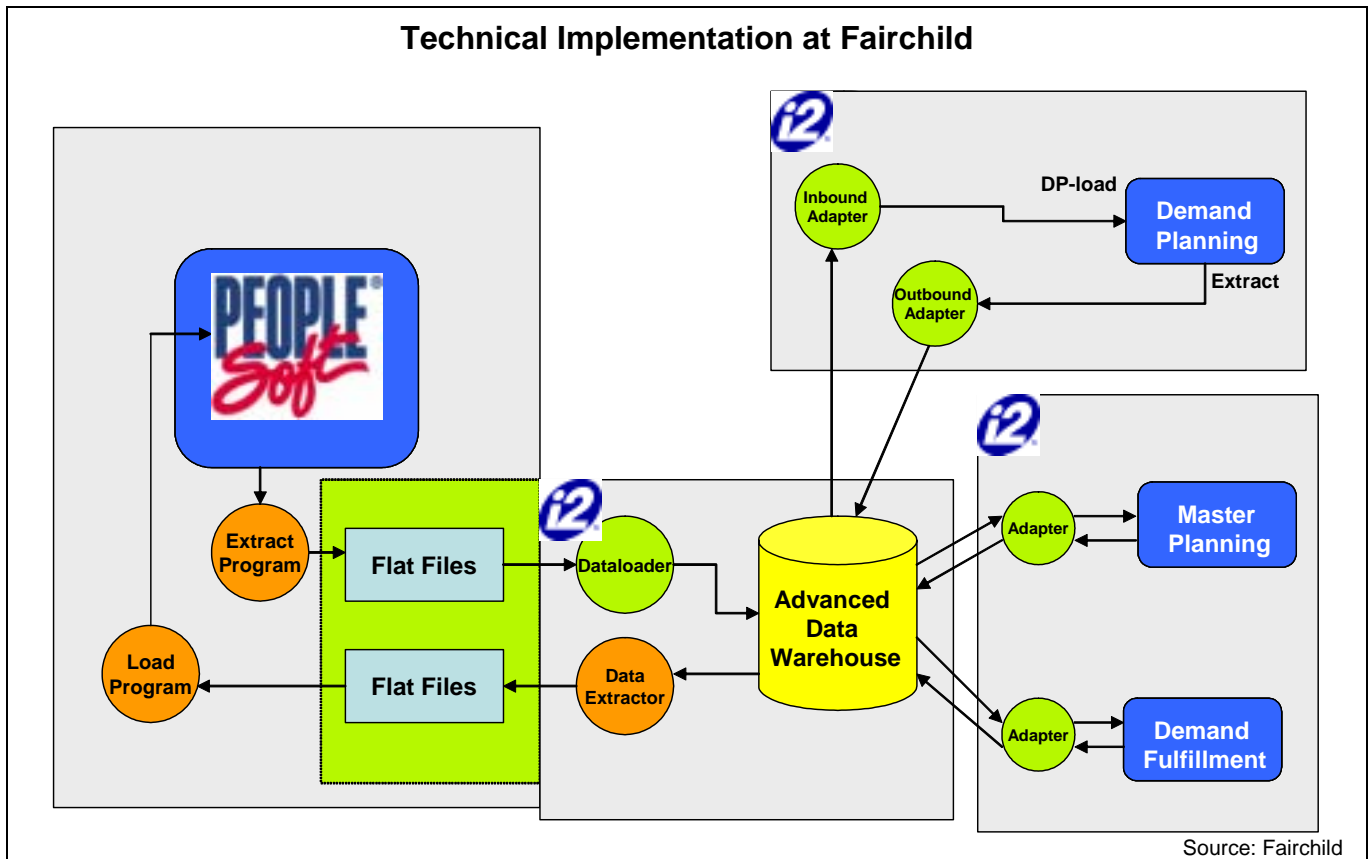 Technical Implementation at Fairchild
i2
Inbound
Adapter
DP-load
Demand
Planning
Extract
Outbound
Adapter
PEOPLE®
Soft
i2
Extract
Program
Flat Files
i2
Dataloader
Advanced
Data
Warehouse
Adapter
Master
Planning
Load
Program
Flat Files
Data
Extractor
Adapter
Demand
Fulfillment
Source: Fairchild